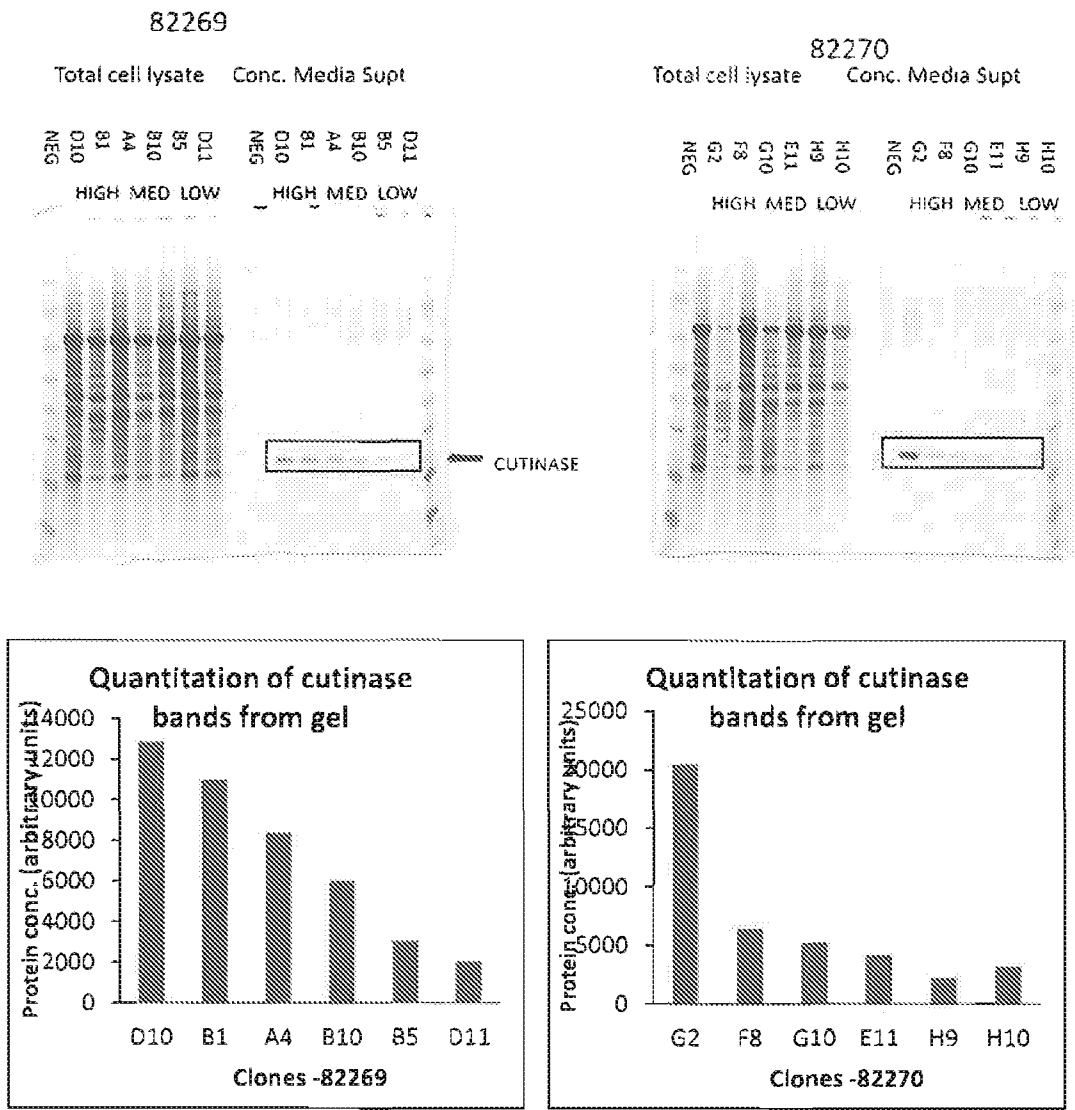 82269
Total cell lysate Conc. Media Supt
NEG D10 B1 A4 B10 B5 D11 NEG D10 B1 A4 B10 B5 D11
HIGH MED LOW HIGH MED LOW
CUTINASE
82270
Total cell lysate Conc. Media Supt
NEG G2 F8 G10 E11 H9 H10 NEG G2 F8 G10 E11 H9 H10
HIGH MED LOW HIGH MED LOW
Quantitation of cutinase
bands from gel
Protein conc. (arbitrary units)
14000
12000
10000
8000
6000
4000
2000
0
D10 B1 A4 B10 B5 D11
Clones -82269
Quantitation of cutinase
bands from gel
Protein conc. (arbitrary units)
25000
20000
15000
10000
5000
0
G2 F8 G10 E11 H9 H10
Clones -82270